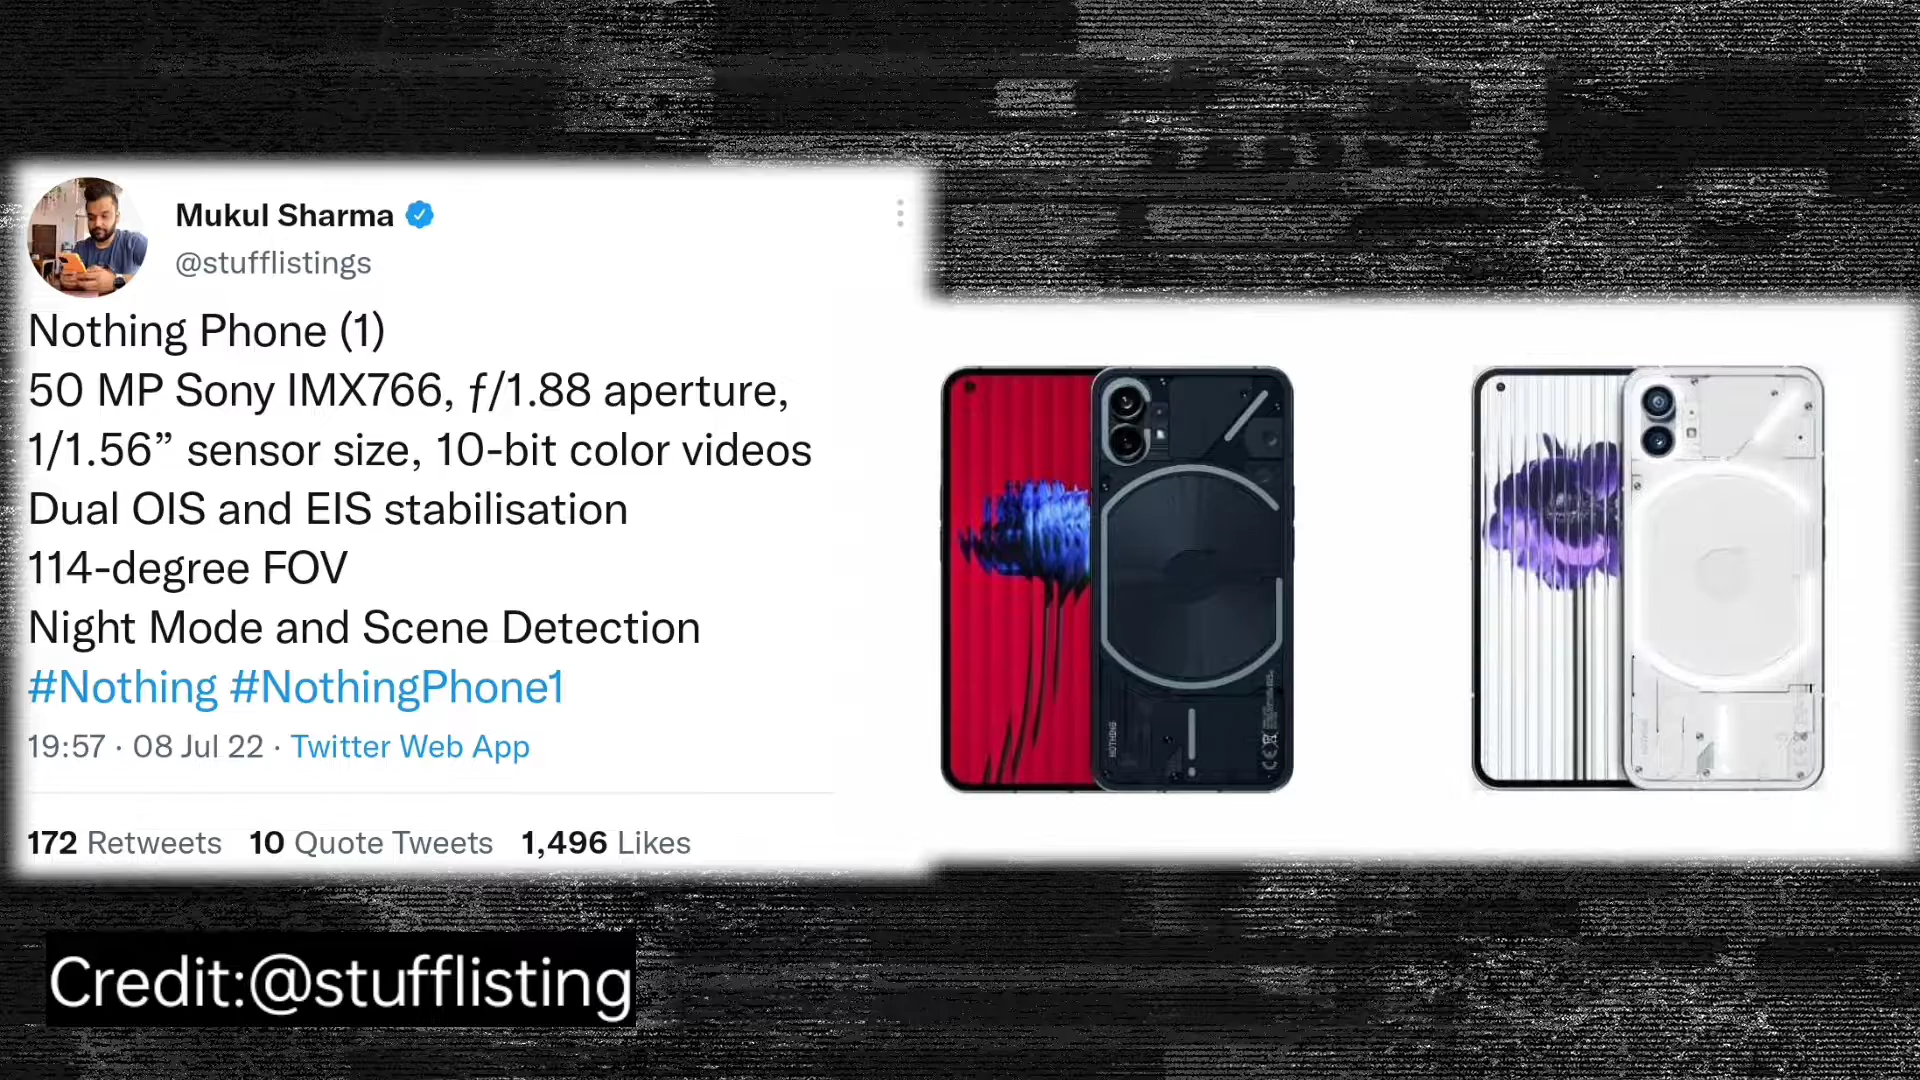 Mukul Sharma
@stufflistings
Nothing Phone (1)
50 MP Sony IMX766, ƒ/1.88 aperture,
1/1.56” sensor size, 10-bit color videos
Dual OIS and EIS stabilisation
114-degree FOV
Night Mode and Scene Detection
#Nothing #NothingPhone1
19:57 · 08 Jul 22 · Twitter Web App
172 Retweets 10 Quote Tweets 1,496 Likes
NOTHING
Credit:@stufflisting